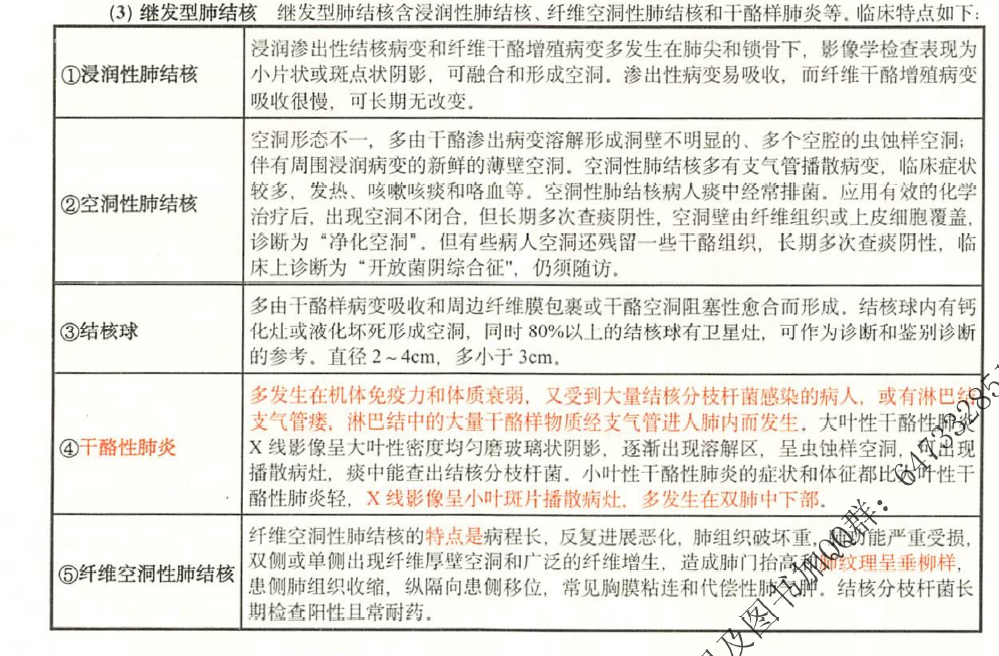 (3) 继发型肺结核 继发型肺结核含浸润性肺结核、纤维空洞性肺结核和干酪样肺炎等。临床特点如下：
①浸润性肺结核
浸润渗出性结核病变和纤维干酪增殖病变多发生在肺尖和锁骨下，影像学检查表现为
小片状或斑点状阴影，可融合和形成空洞。渗出性病变易吸收，而纤维干酪增殖病变
吸收很慢，可长期无改变。
②空洞性肺结核
空洞形态不一，多由干酪渗出病变溶解形成洞壁不明显的、多个空腔的虫蚀样空洞；
伴有周围浸润病变的新鲜的薄壁空洞。空洞性肺结核多有支气管播散病变，临床症状
较多，发热、咳嗽咳痰和咯血等。空洞性肺结核病人痰中经常排菌。应用有效的化学
治疗后，出现空洞不闭合，但长期多次查痰阴性，空洞壁由纤维组织或上皮细胞覆盖，
诊断为“净化空洞”。但有些病人空洞还残留一些干酪组织，长期多次查痰阴性，临
床上诊断为“开放菌阴综合征"，仍须随访。
③结核球
多由干酪样病变吸收和周边纤维膜包裹或干酪空洞阻塞性愈合而形成。结核球内有钙
化灶或液化坏死形成空洞，同时80%以上的结核球有卫星灶，可作为诊断和鉴别诊断
的参考。直径2～4cm，多小于3cm。
④干酪性肺炎
多发生在机体免疫力和体质衰弱，又受到大量结核分枝杆菌感染的病人，或有淋巴结
支气管瘘，淋巴结中的大量干酪样物质经支气管进人肺内而发生。大叶性干酪性肺炎
X线影像呈大叶性密度均匀磨玻璃状阴影，逐渐出现溶解区，呈虫蚀样空洞，可出现
播散病灶，痰中能查出结核分枝杆菌。小叶性干酪性肺炎的症状和体征都比大叶性干
酪性肺炎轻，X线影像呈小叶斑片播散病灶，多发生在双肺中下部。
⑤纤维空洞性肺结核
纤维空洞性肺结核的特点是病程长，反复进展恶化，肺组织破坏重，肺功能严重受损，
双侧或单侧出现纤维厚壁空洞和广泛的纤维增生，造成肺门抬高和肺纹理呈垂柳样，
患侧肺组织收缩，纵隔向患侧移位，常见胸膜粘连和代偿性肺气肿。结核分枝杆菌长
期检查阳性且常耐药。
及图书加QQ群：647332851